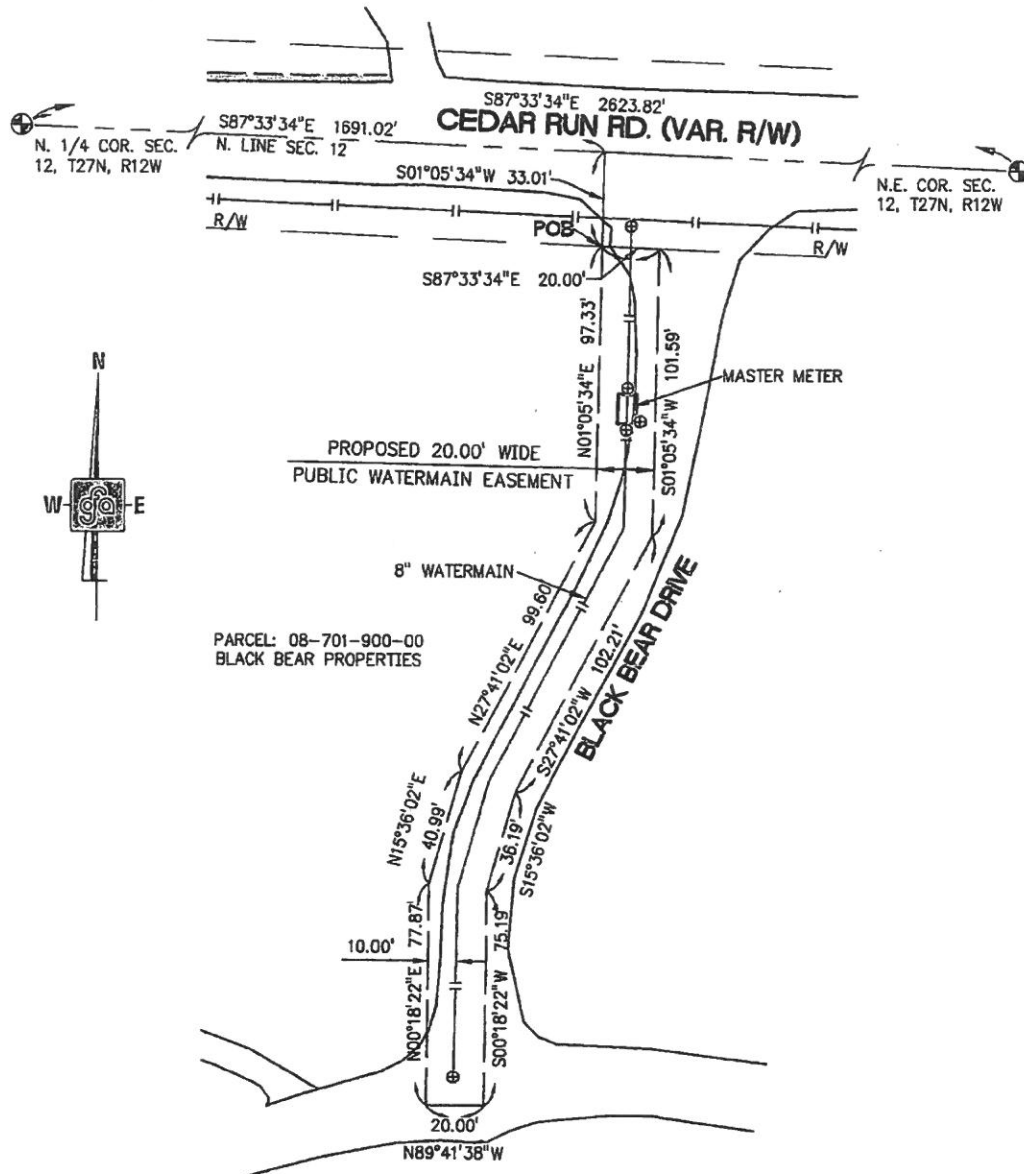 S87°33'34"E 2623.82'
CEDAR RUN RD. (VAR. R/W)
S87°33'34"E 1691.02'
N. LINE SEC. 12
N. 1/4 COR. SEC.
12, T27N, R12W
N.E. COR. SEC.
12, T27N, R12W
S01°05'34"W 33.01'
R/W
POB
R/W
S87°33'34"E 20.00'
N01°05'34"E 97.33'
S01°05'34"W 101.59'
MASTER METER
PROPOSED 20.00' WIDE
PUBLIC WATERMAIN EASEMENT
N
W
E
gfa
8" WATERMAIN
BLACK BEAR DRIVE
PARCEL: 08-701-900-00
BLACK BEAR PROPERTIES
N27°41'02"E 99.60'
S27°41'02"W 102.21'
N15°36'02"E
40.99'
36.19'
S15°36'02"W
N00°18'22"E 77.87'
S00°18'22"W 75.19'
10.00'
20.00'
N89°41'38"W